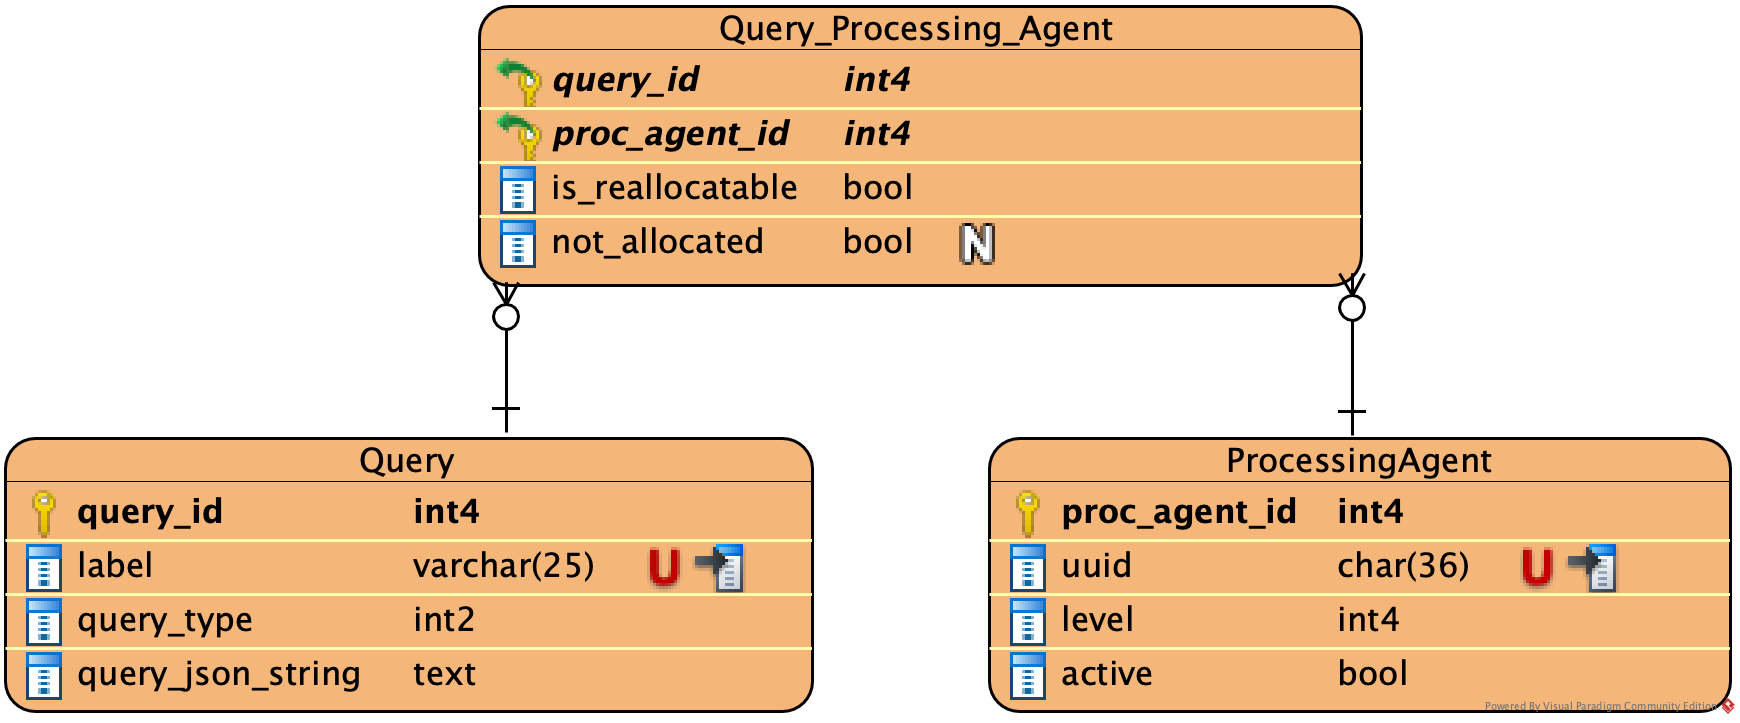 Query_Processing_Agent
query_id int4
proc_agent_id int4
is_reallocatable bool
not_allocated bool N
Query
query_id int4
label varchar(25) U
query_type int2
query_json_string text
ProcessingAgent
proc_agent_id int4
uuid char(36) U
level int4
active bool
Powered By Visual Paradigm Community Edition